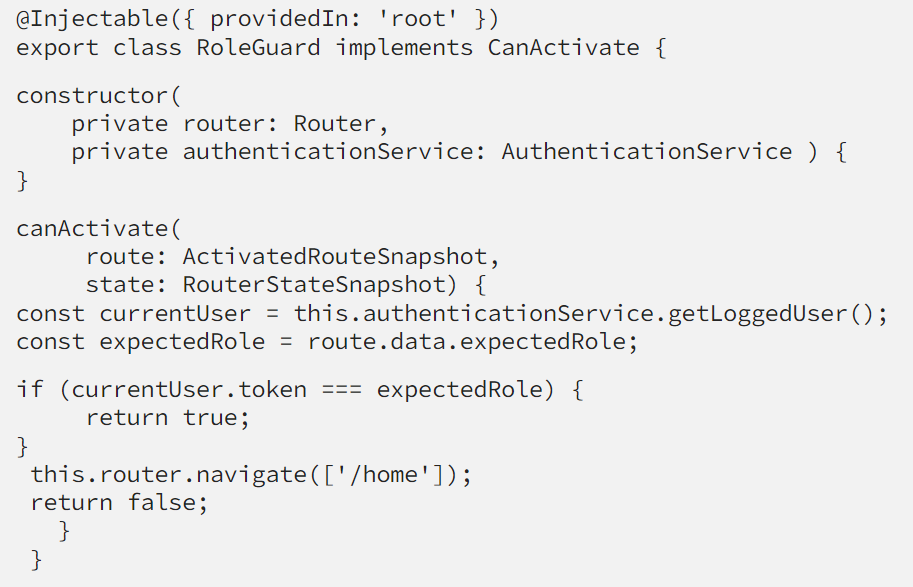 @Injectable({ providedIn: 'root' })
export class RoleGuard implements CanActivate {
constructor(
private router: Router,
private authenticationService: AuthenticationService ) {
}
canActivate(
route: ActivatedRouteSnapshot,
state: RouterStateSnapshot) {
const currentUser = this.authenticationService.getLoggedUser();
const expectedRole = route.data.expectedRole;
if (currentUser.token === expectedRole) {
return true;
}
this.router.navigate(['/home']);
return false;
}
}